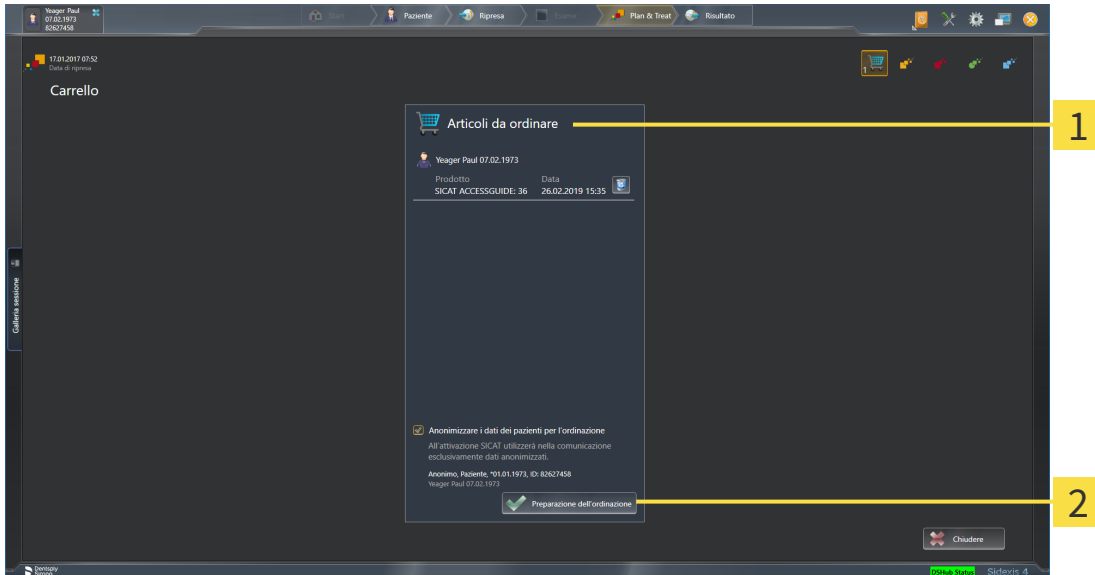 Yeager Paul
07.02.1973
82627458
Start
Paziente
Ripresa
Esame
Plan & Treat
Risultato
17.01.2017 07:52
Data di ripresa
1
Carrello
Articoli da ordinare
1
Yeager Paul 07.02.1973
Prodotto Data
SICAT ACCESSGUIDE: 36 26.02.2019 15:35
Galleria sessione
Anonimizzare i dati dei pazienti per l'ordinazione
All'attivazione SICAT utilizzerà nella comunicazione
esclusivamente dati anonimizzati.
Anonimo, Paziente, *01.01.1973, ID: 82627458
Yeager Paul 07.02.1973
Preparazione dell'ordinazione
2
Chiudere
Dentsply
Sirona
DSHub Status
Sidexis 4